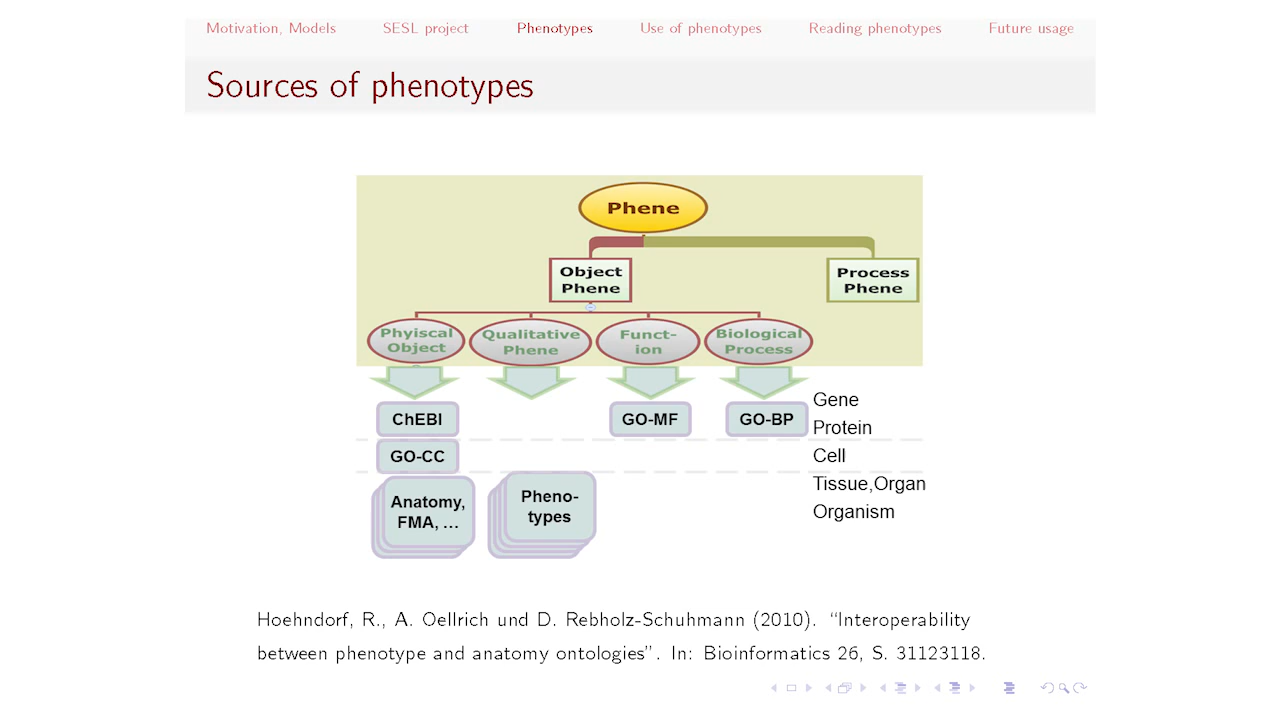 Motivation, Models SESL project Phenotypes Use of phenotypes Reading phenotypes Future usage
Sources of phenotypes
Phene
Object
Phene
Process
Phene
Phyiscal
Object
Qualitative
Phene
Funct-
ion
Biological
Process
ChEBI
GO-MF
GO-BP
Gene
Protein
GO-CC
Cell
Anatomy,
FMA, ...
Pheno-
types
Tissue,Organ
Organism
Hoehndorf, R., A. Oellrich und D. Rebholz-Schuhmann (2010). “Interoperability
between phenotype and anatomy ontologies”. In: Bioinformatics 26, S. 31123118.